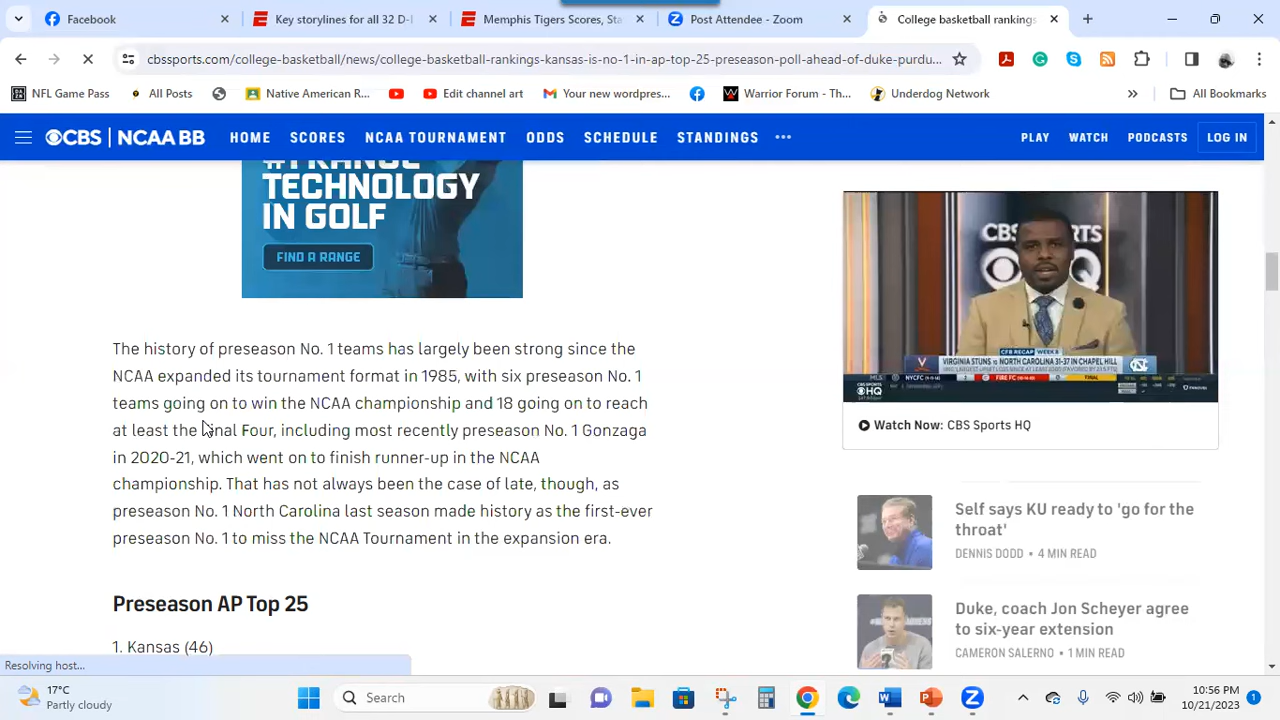 Facebook
Key storylines for all 32 D-I
Memphis Tigers Scores, Sta
Post Attendee - Zoom
College basketball rankings
cbssports.com/college-basketball/news/college-basketball-rankings-kansas-is-no-1-in-ap-top-25-preseason-poll-ahead-of-duke-purdu...
NFL Game Pass
All Posts
Native American R...
Edit channel art
Your new wordpres...
Warrior Forum - Th...
Underdog Network
All Bookmarks
CBS NCAA BB HOME SCORES NCAA TOURNAMENT ODDS SCHEDULE STANDINGS ••• PLAY WATCH PODCASTS LOG IN
TECHNOLOGY
IN GOLF
FIND A RANGE
CFB RECAP WEEK 8
VIRGINIA STUNS 10 NORTH CAROLINA 31-27 IN CHAPEL HILL
FINAL
Watch Now: CBS Sports HQ
The history of preseason No. 1 teams has largely been strong since the
NCAA expanded its tournament format in 1985, with six preseason No. 1
teams going on to win the NCAA championship and 18 going on to reach
at least the Final Four, including most recently preseason No. 1 Gonzaga
in 2020-21, which went on to finish runner-up in the NCAA
championship. That has not always been the case of late, though, as
preseason No. 1 North Carolina last season made history as the first-ever
preseason No. 1 to miss the NCAA Tournament in the expansion era.
Preseason AP Top 25
1. Kansas (46)
Self says KU ready to 'go for the
throat'
DENNIS DODD • 4 MIN READ
Duke, coach Jon Scheyer agree
to six-year extension
CAMERON SALERNO • 1 MIN READ
Resolving host...
17°C
Partly cloudy
Search
10:56 PM
10/21/2023